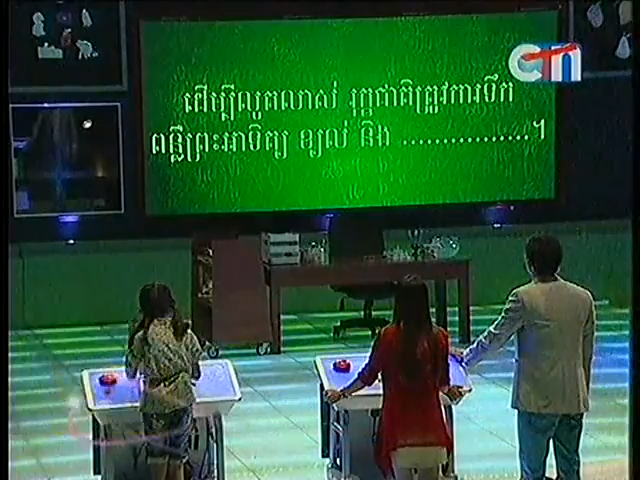 ដើម្បីលូតលាស់ រុក្ខជាតិត្រូវការទឹក
ពន្លឺព្រះអាទិត្យ ខ្យល់ និង ................។
CTN